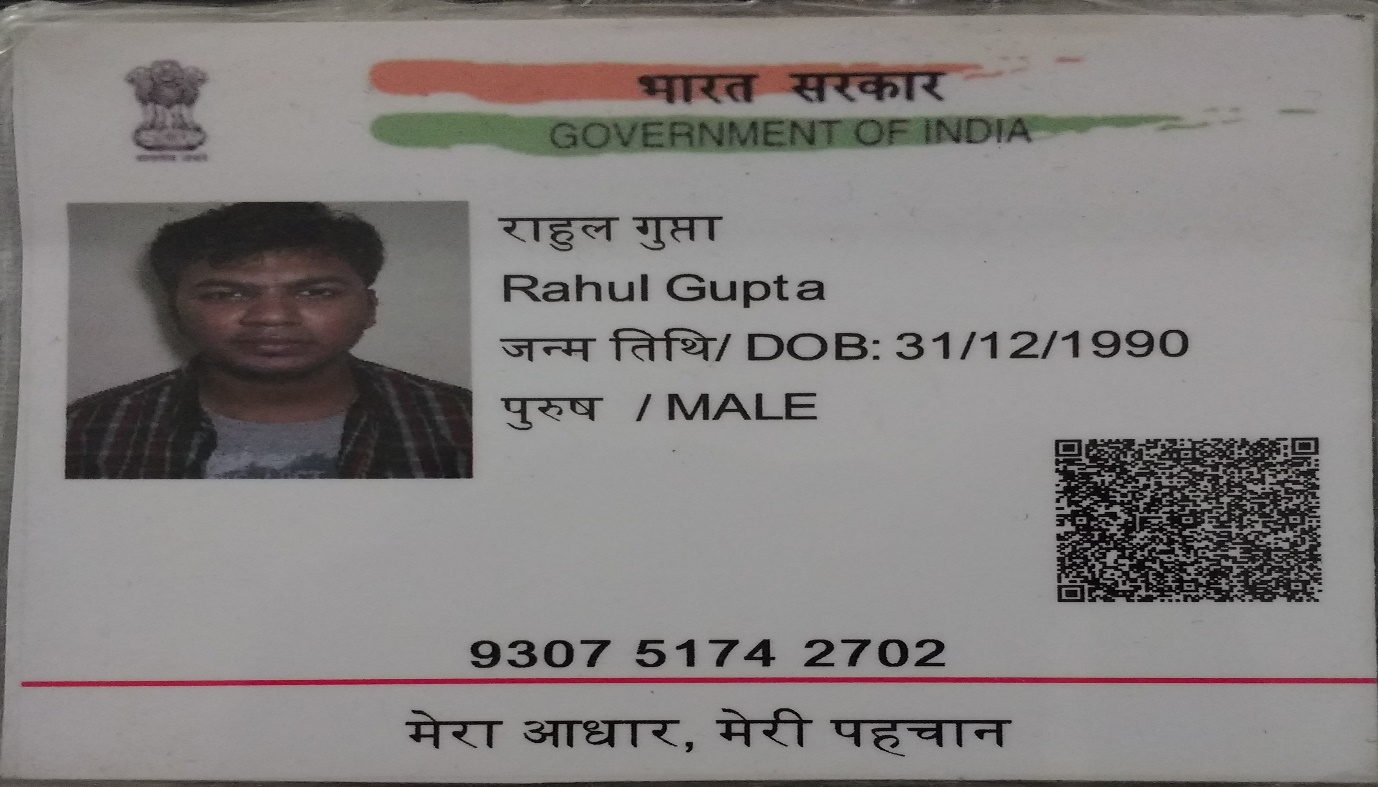 भारत सरकार
GOVERNMENT OF INDIA
राहुल गुप्ता
Rahul Gupta
जन्म तिथि/ DOB: 31/12/1990
पुरुष / MALE
9307 5174 2702
मेरा आधार, मेरी पहचान